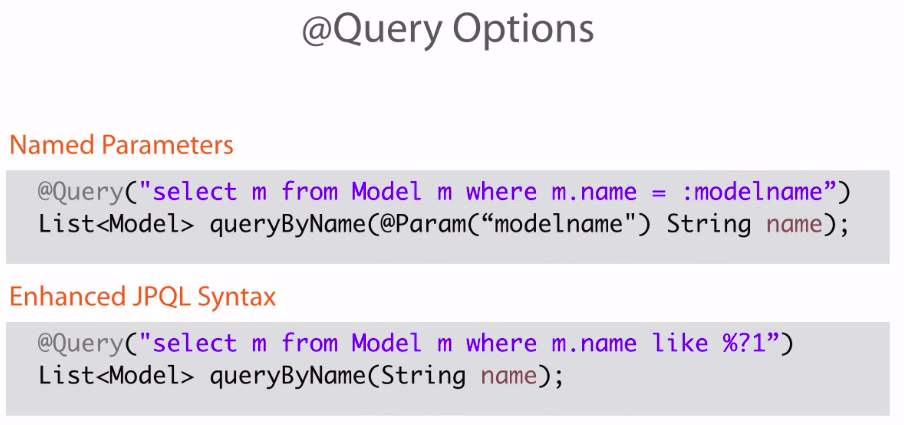 @Query Options
Named Parameters
@Query("select m from Model m where m.name = :modelname”)
List<Model> queryByName(@Param(“modelname") String name);
Enhanced JPQL Syntax
@Query("select m from Model m where m.name like %?1”)
List<Model> queryByName(String name);